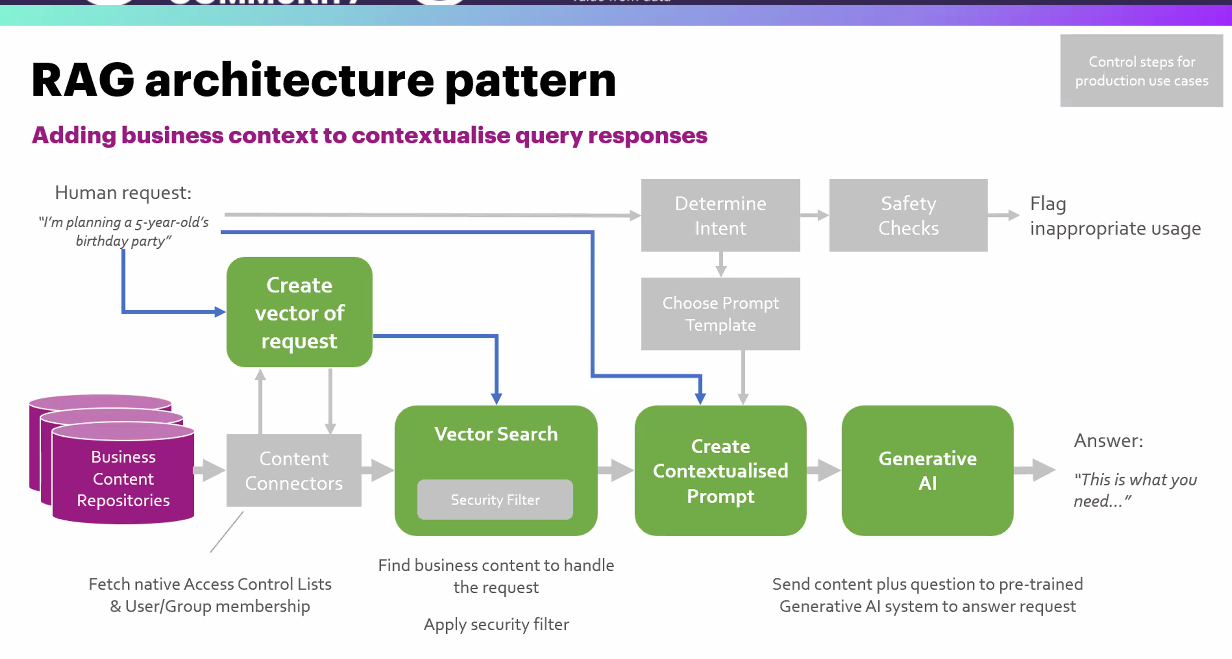 RAG architecture pattern
Control steps for
production use cases
Adding business context to contextualise query responses
Human request:
"I'm planning a 5-year-old's
birthday party"
Determine
Intent
Safety
Checks
Flag
inappropriate usage
Create
vector of
request
Choose Prompt
Template
Business
Content
Repositories
Content
Connectors
Vector Search
Security Filter
Create
Contextualised
Prompt
Generative
AI
Answer:
"This is what you
need..."
Fetch native Access Control Lists
& User/Group membership
Find business content to handle
the request
Apply security filter
Send content plus question to pre-trained
Generative AI system to answer request